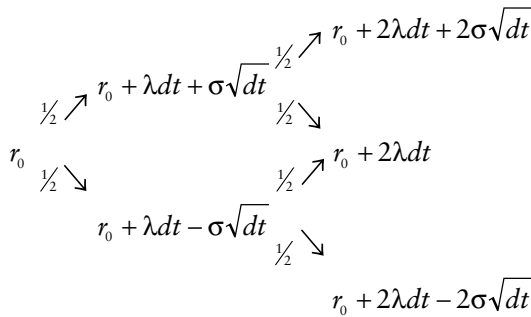 r₀ + 2λdt + 2σ√dt
½
r₀ + λdt + σ√dt
½ ½
r₀ r₀ + 2λdt
½ ½
r₀ + λdt − σ√dt
½
r₀ + 2λdt − 2σ√dt